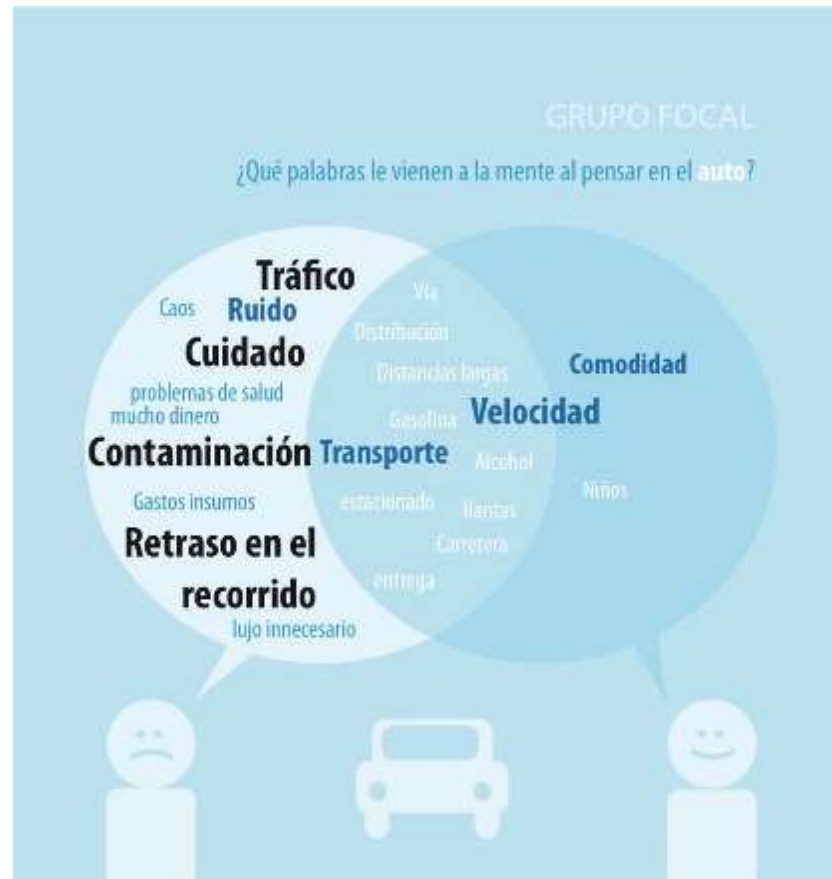 GRUPO FOCAL
¿Qué palabras le vienen a la mente al pensar en el auto?
Tráfico
Caos
Ruido
Cuidado
problemas de salud
mucho dinero
Contaminación
Gastos insumos
Retraso en el
recorrido
lujo innecesario
Vía
Distribución
Distancias largas
Gasolina
Velocidad
Transporte
Alcohol
estacionado
llantas
Carretera
entrega
Comodidad
Niños